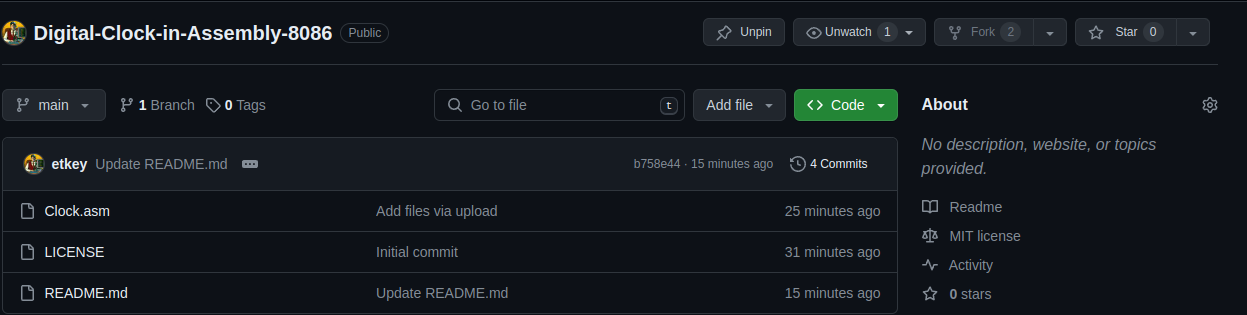 Digital-Clock-in-Assembly-8086 Public Unpin Unwatch 1 Fork 2 Star 0
main 1 Branch 0 Tags Go to file t Add file Code
etkey Update README.md b758e44 · 15 minutes ago 4 Commits
Clock.asm Add files via upload 25 minutes ago
LICENSE Initial commit 31 minutes ago
README.md Update README.md 15 minutes ago
About
No description, website, or topics
provided.
Readme
MIT license
Activity
0 stars